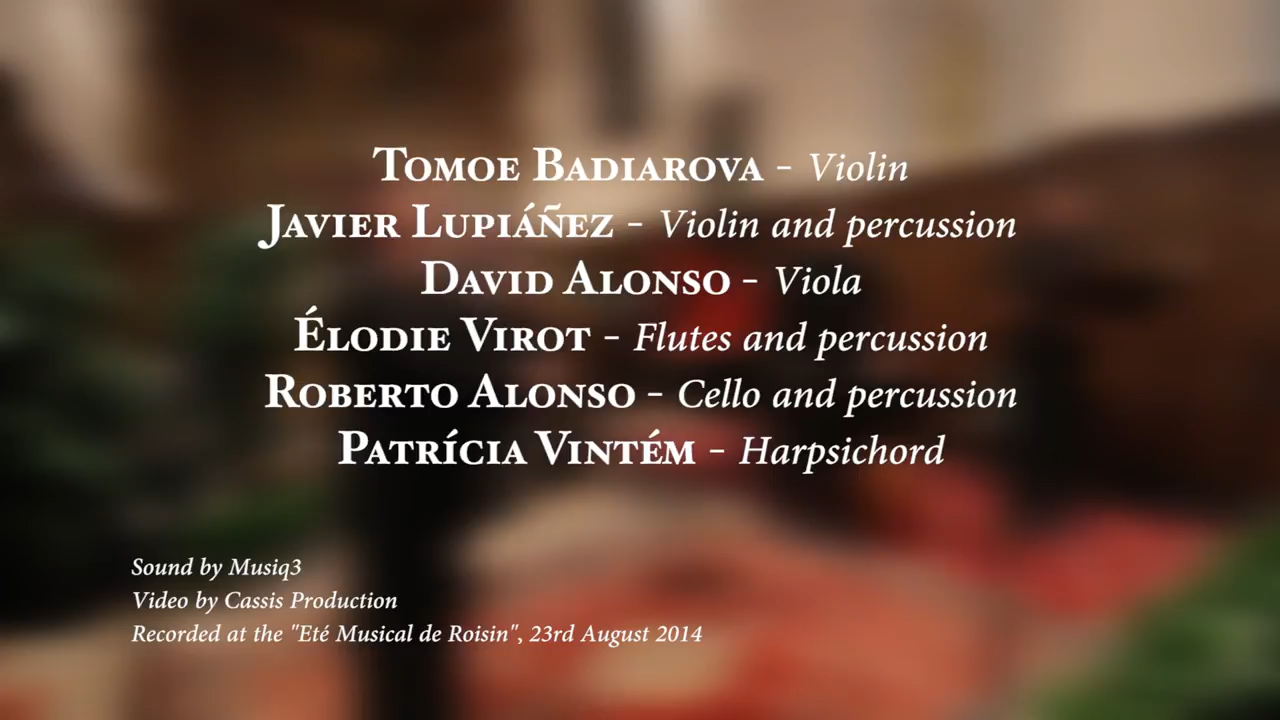 Tomoe Badiarova - Violin
Javier Lupiáñez - Violin and percussion
David Alonso - Viola
Élodie Virot - Flutes and percussion
Roberto Alonso - Cello and percussion
Patrícia Vintém - Harpsichord
Sound by Musiq3
Video by Cassis Production
Recorded at the "Eté Musical de Roisin", 23rd August 2014